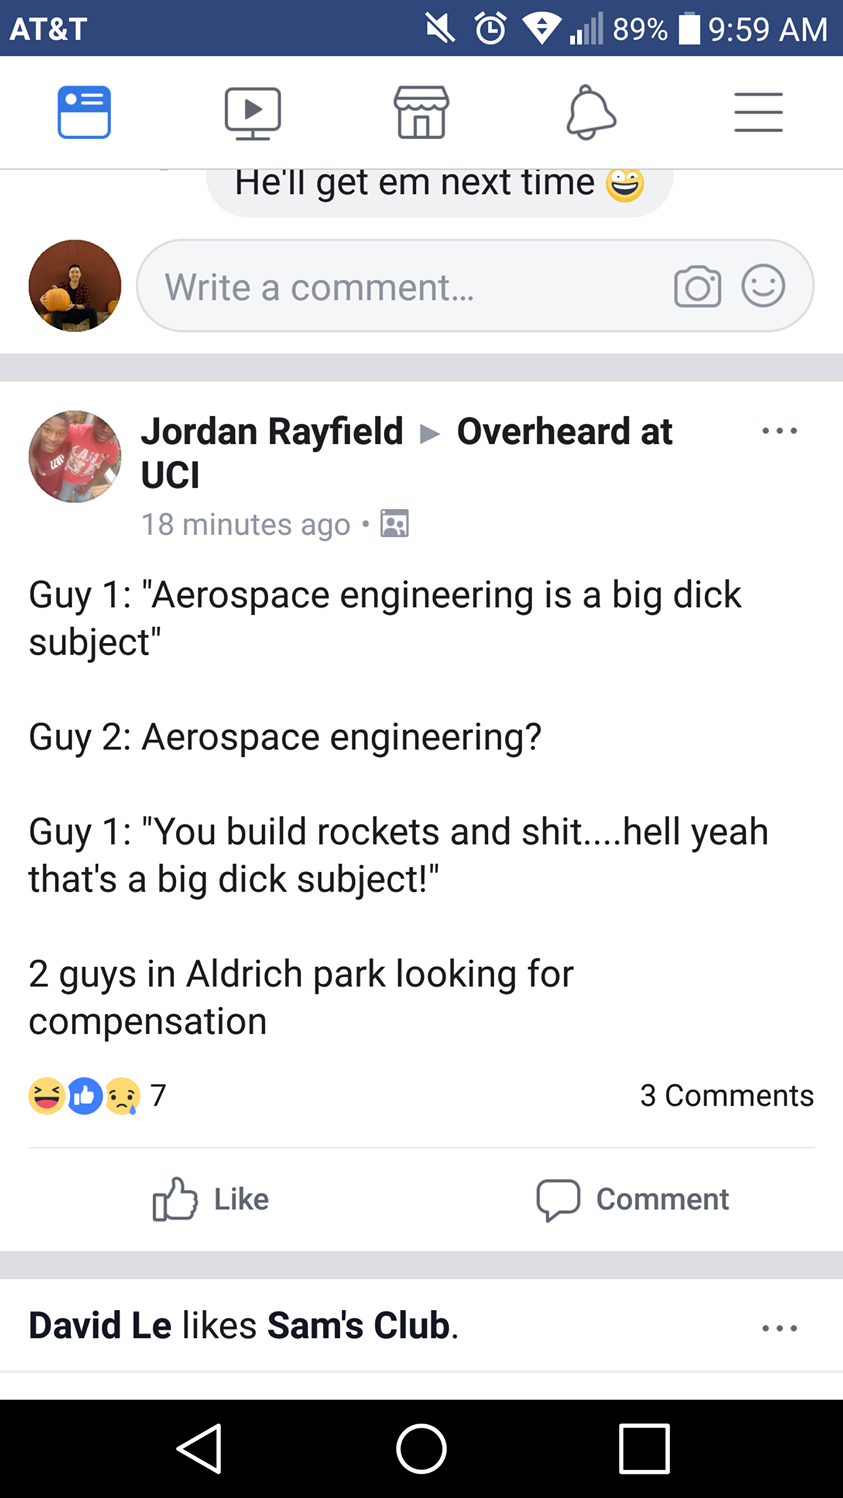 AT&T 89% 9:59 AM
He'll get em next time 😄
Write a comment...
Jordan Rayfield ▶ Overheard at
UCI
18 minutes ago •
Guy 1: "Aerospace engineering is a big dick
subject"
Guy 2: Aerospace engineering?
Guy 1: "You build rockets and shit....hell yeah
that's a big dick subject!"
2 guys in Aldrich park looking for
compensation
7 3 Comments
Like Comment
David Le likes Sam's Club.